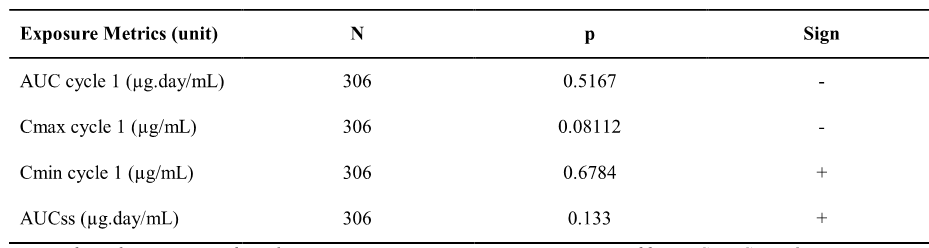 Exposure Metrics (unit) N p Sign
AUC cycle 1 (µg.day/mL) 306 0.5167 -
Cmax cycle 1 (µg/mL) 306 0.08112 -
Cmin cycle 1 (µg/mL) 306 0.6784 +
AUCss (µg.day/mL) 306 0.133 +